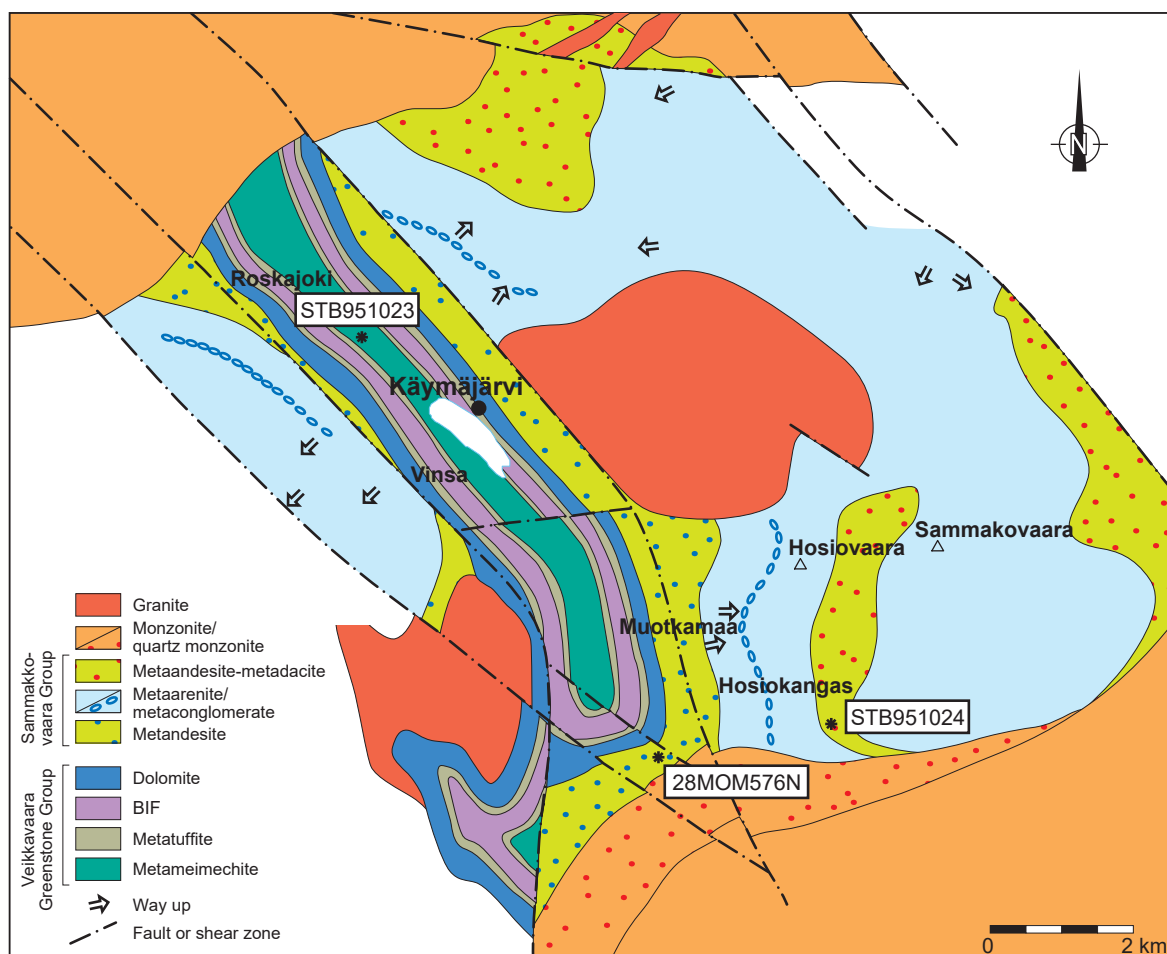 N
Roskajoki
STB951023
Käymäjärvi
Vinsa
Sammakovaara
Hosiovaara
Muotkamaa
Hosiokangas
STB951024
28MOM576N
Granite
Monzonite/
quartz monzonite
Sammakko-
vaara Group
Metaandesite-metadacite
Metaarenite/
metaconglomerate
Metandesite
Veikkavaara
Greenstone Group
Dolomite
BIF
Metatuffite
Metameimechite
Way up
Fault or shear zone
0 2 km